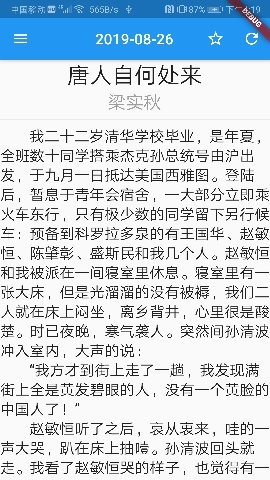 中国移动 HD 4G 565B/s 87% 下午4:19
DEBUG
2019-08-26
唐人自何处来
梁实秋
我二十二岁清华学校毕业，是年夏，
全班数十同学搭乘杰克孙总统号由沪出
发，于九月一日抵达美国西雅图。登陆
后，暂息于青年会宿舍，一大部分立即乘
火车东行，只有极少数的同学留下另行候
车：预备到科罗拉多泉的有王国华、赵敏
恒、陈肇彰、盛斯民和我几个人。赵敏恒
和我被派在一间寝室里休息。寝室里有一
张大床，但是光溜溜的没有被褥，我们二
人就在床上闷坐，离乡背井，心里很是酸
楚。时已夜晚，寒气袭人。突然间孙清波
冲入室内，大声的说：
“我方才到街上走了一趟，我发现满
街上全是黄发碧眼的人，没有一个黄脸的
中国人了！”
赵敏恒听了之后，哀从衷来，哇的一
声大哭，趴在床上抽噎。孙清波回头就
走。我看了赵敏恒哭的样子，也觉得有一